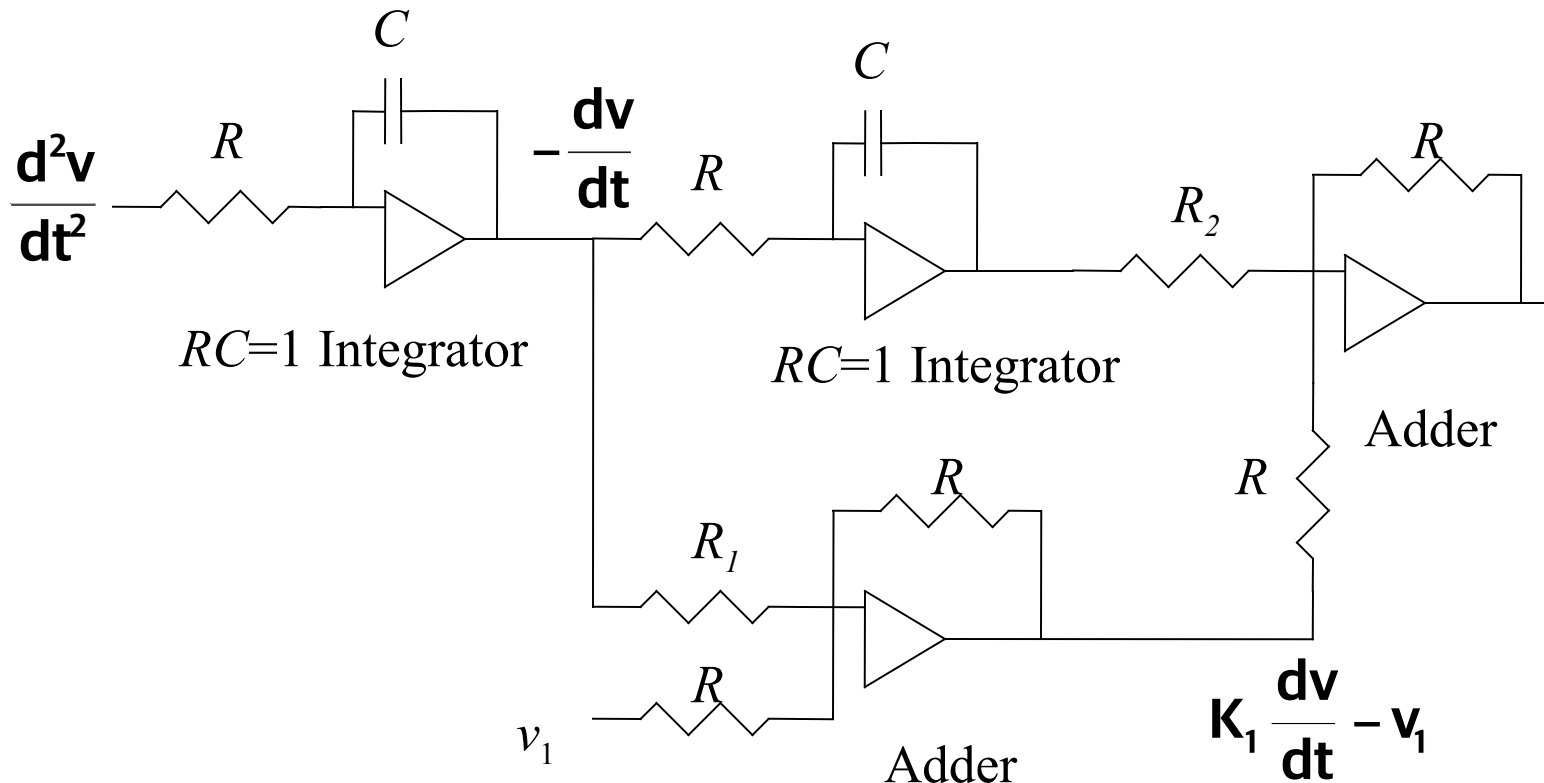 C
C
d²v
dt²
R
− dv
dt
R
R₂
R
RC=1 Integrator
RC=1 Integrator
Adder
R
R
R₁
R
v₁
Adder
K₁ dv − v₁
dt